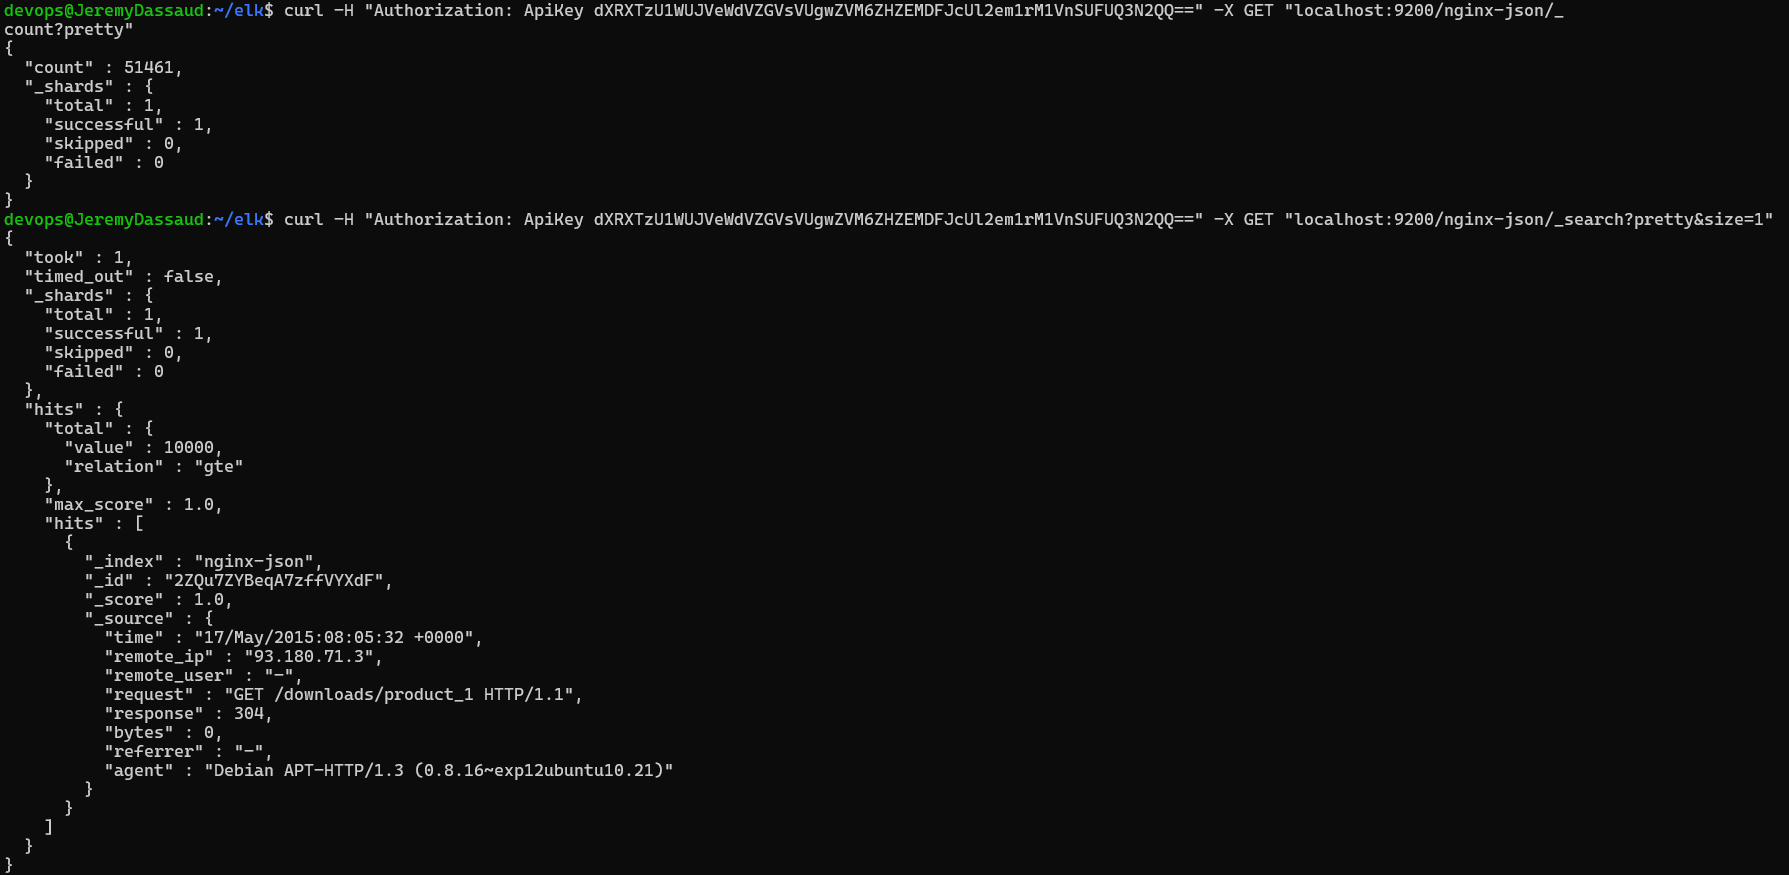 devops@JeremyDassaud:~/elk$ curl -H "Authorization: ApiKey dXRXTzU1WUJVeWdVZGVsVUgwZVM6ZHZEMDFJcUl2em1rM1VnSUFUQ3N2QQ==" -X GET "localhost:9200/nginx-json/_
count?pretty"
{
  "count" : 51461,
  "_shards" : {
    "total" : 1,
    "successful" : 1,
    "skipped" : 0,
    "failed" : 0
  }
}
devops@JeremyDassaud:~/elk$ curl -H "Authorization: ApiKey dXRXTzU1WUJVeWdVZGVsVUgwZVM6ZHZEMDFJcUl2em1rM1VnSUFUQ3N2QQ==" -X GET "localhost:9200/nginx-json/_search?pretty&size=1"
{
  "took" : 1,
  "timed_out" : false,
  "_shards" : {
    "total" : 1,
    "successful" : 1,
    "skipped" : 0,
    "failed" : 0
  },
  "hits" : {
    "total" : {
      "value" : 10000,
      "relation" : "gte"
    },
    "max_score" : 1.0,
    "hits" : [
      {
        "_index" : "nginx-json",
        "_id" : "2ZQu7ZYBeqA7zffVYXdF",
        "_score" : 1.0,
        "_source" : {
          "time" : "17/May/2015:08:05:32 +0000",
          "remote_ip" : "93.180.71.3",
          "remote_user" : "-",
          "request" : "GET /downloads/product_1 HTTP/1.1",
          "response" : 304,
          "bytes" : 0,
          "referrer" : "-",
          "agent" : "Debian APT-HTTP/1.3 (0.8.16~exp12ubuntu10.21)"
        }
      }
    ]
  }
}